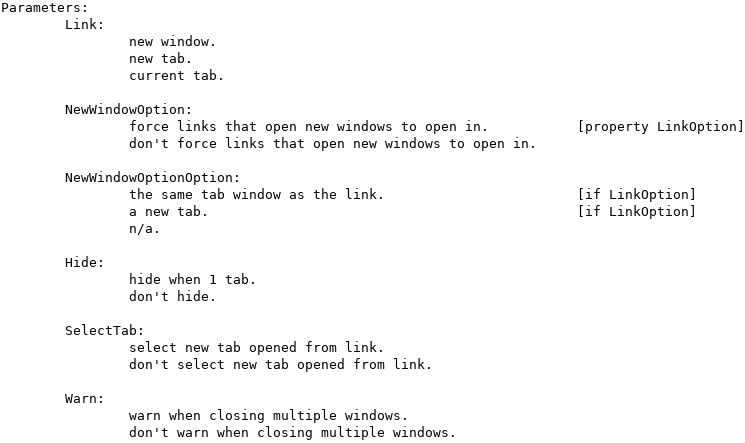 Parameters:
Link:
new window.
new tab.
current tab.
NewWindowOption:
force links that open new windows to open in. [property LinkOption]
don't force links that open new windows to open in.
NewWindowOptionOption:
the same tab window as the link. [if LinkOption]
a new tab. [if LinkOption]
n/a.
Hide:
hide when 1 tab.
don't hide.
SelectTab:
select new tab opened from link.
don't select new tab opened from link.
Warn:
warn when closing multiple windows.
don't warn when closing multiple windows.